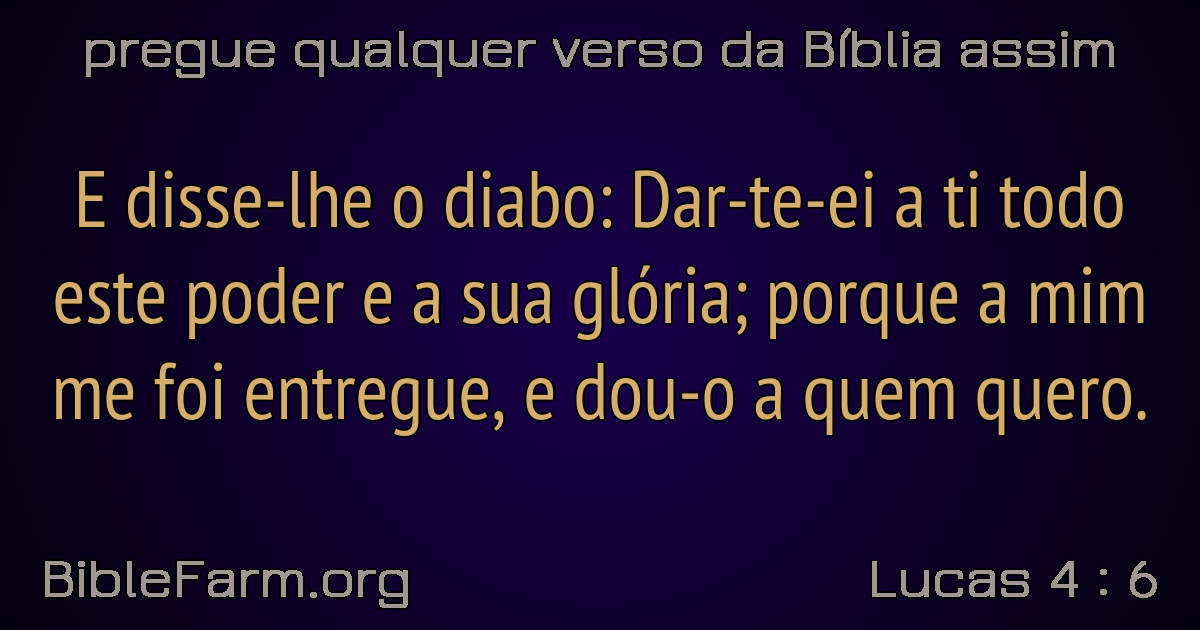 pregue qualquer verso da Bíblia assim
E disse-lhe o diabo: Dar-te-ei a ti todo
este poder e a sua glória; porque a mim
me foi entregue, e dou-o a quem quero.
BibleFarm.org
Lucas 4 : 6